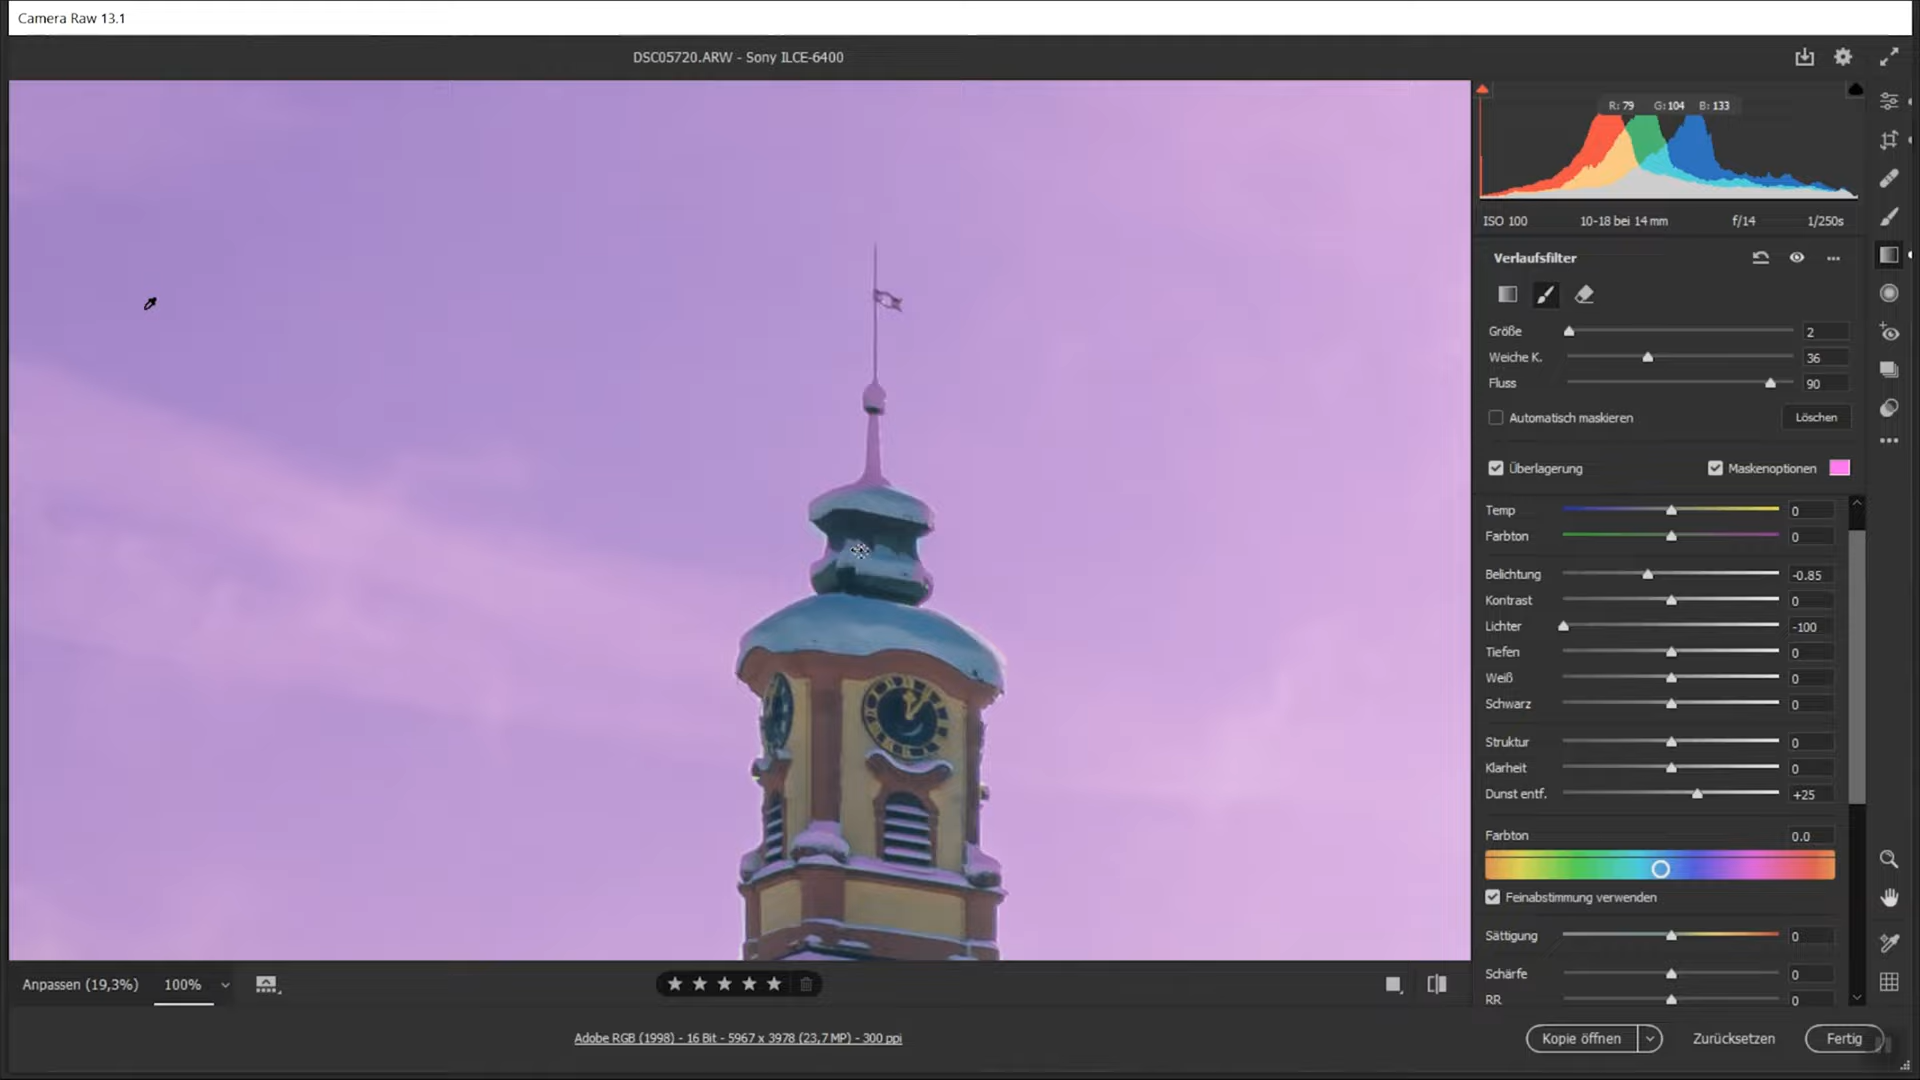 Camera Raw 13.1
DSC05720.ARW - Sony ILCE-6400
R: 79 G: 104 B: 133
ISO 100 10-18 bei 14 mm f/14 1/250s
Verlaufsfilter
Größe 2
Weiche K. 36
Fluss 90
Automatisch maskieren Löschen
Überlagerung Maskenoptionen
Temp 0
Farbton 0
Belichtung -0.85
Kontrast 0
Lichter -100
Tiefen 0
Weiß 0
Schwarz 0
Struktur 0
Klarheit 0
Dunst entf. +25
Farbton 0.0
Feinabstimmung verwenden
Sättigung 0
Schärfe 0
RR 0
Anpassen (19,3%) 100%
Adobe RGB (1998) - 16 Bit - 5967 x 3978 (23,7 MP) - 300 ppi
Kopie öffnen Zurücksetzen Fertig